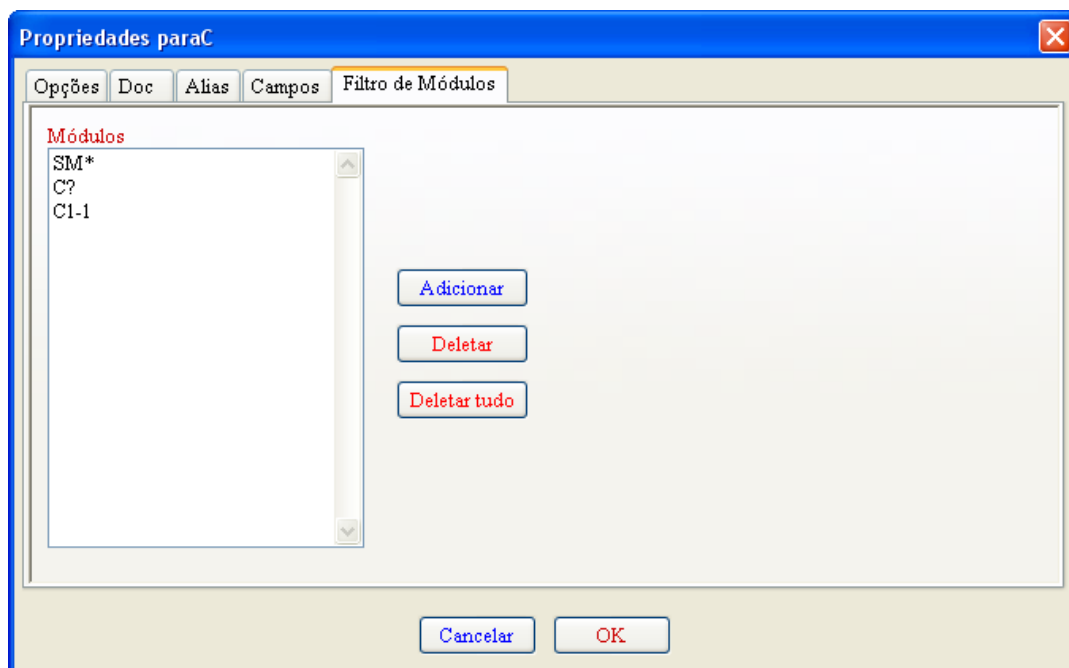 Propriedades paraC
Opções Doc Alias Campos Filtro de Módulos
Módulos
SM*
C?
C1-1
Adicionar
Deletar
Deletar tudo
Cancelar OK